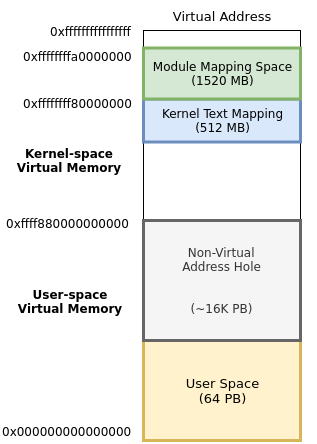 Virtual Address
0xffffffffffffffff
0xffffffffa0000000
Module Mapping Space
(1520 MB)
0xffffffff80000000
Kernel Text Mapping
(512 MB)
Kernel-space
Virtual Memory
0xffff880000000000
Non-Virtual
Address Hole
(~16K PB)
User-space
Virtual Memory
User Space
(64 PB)
0x000000000000000